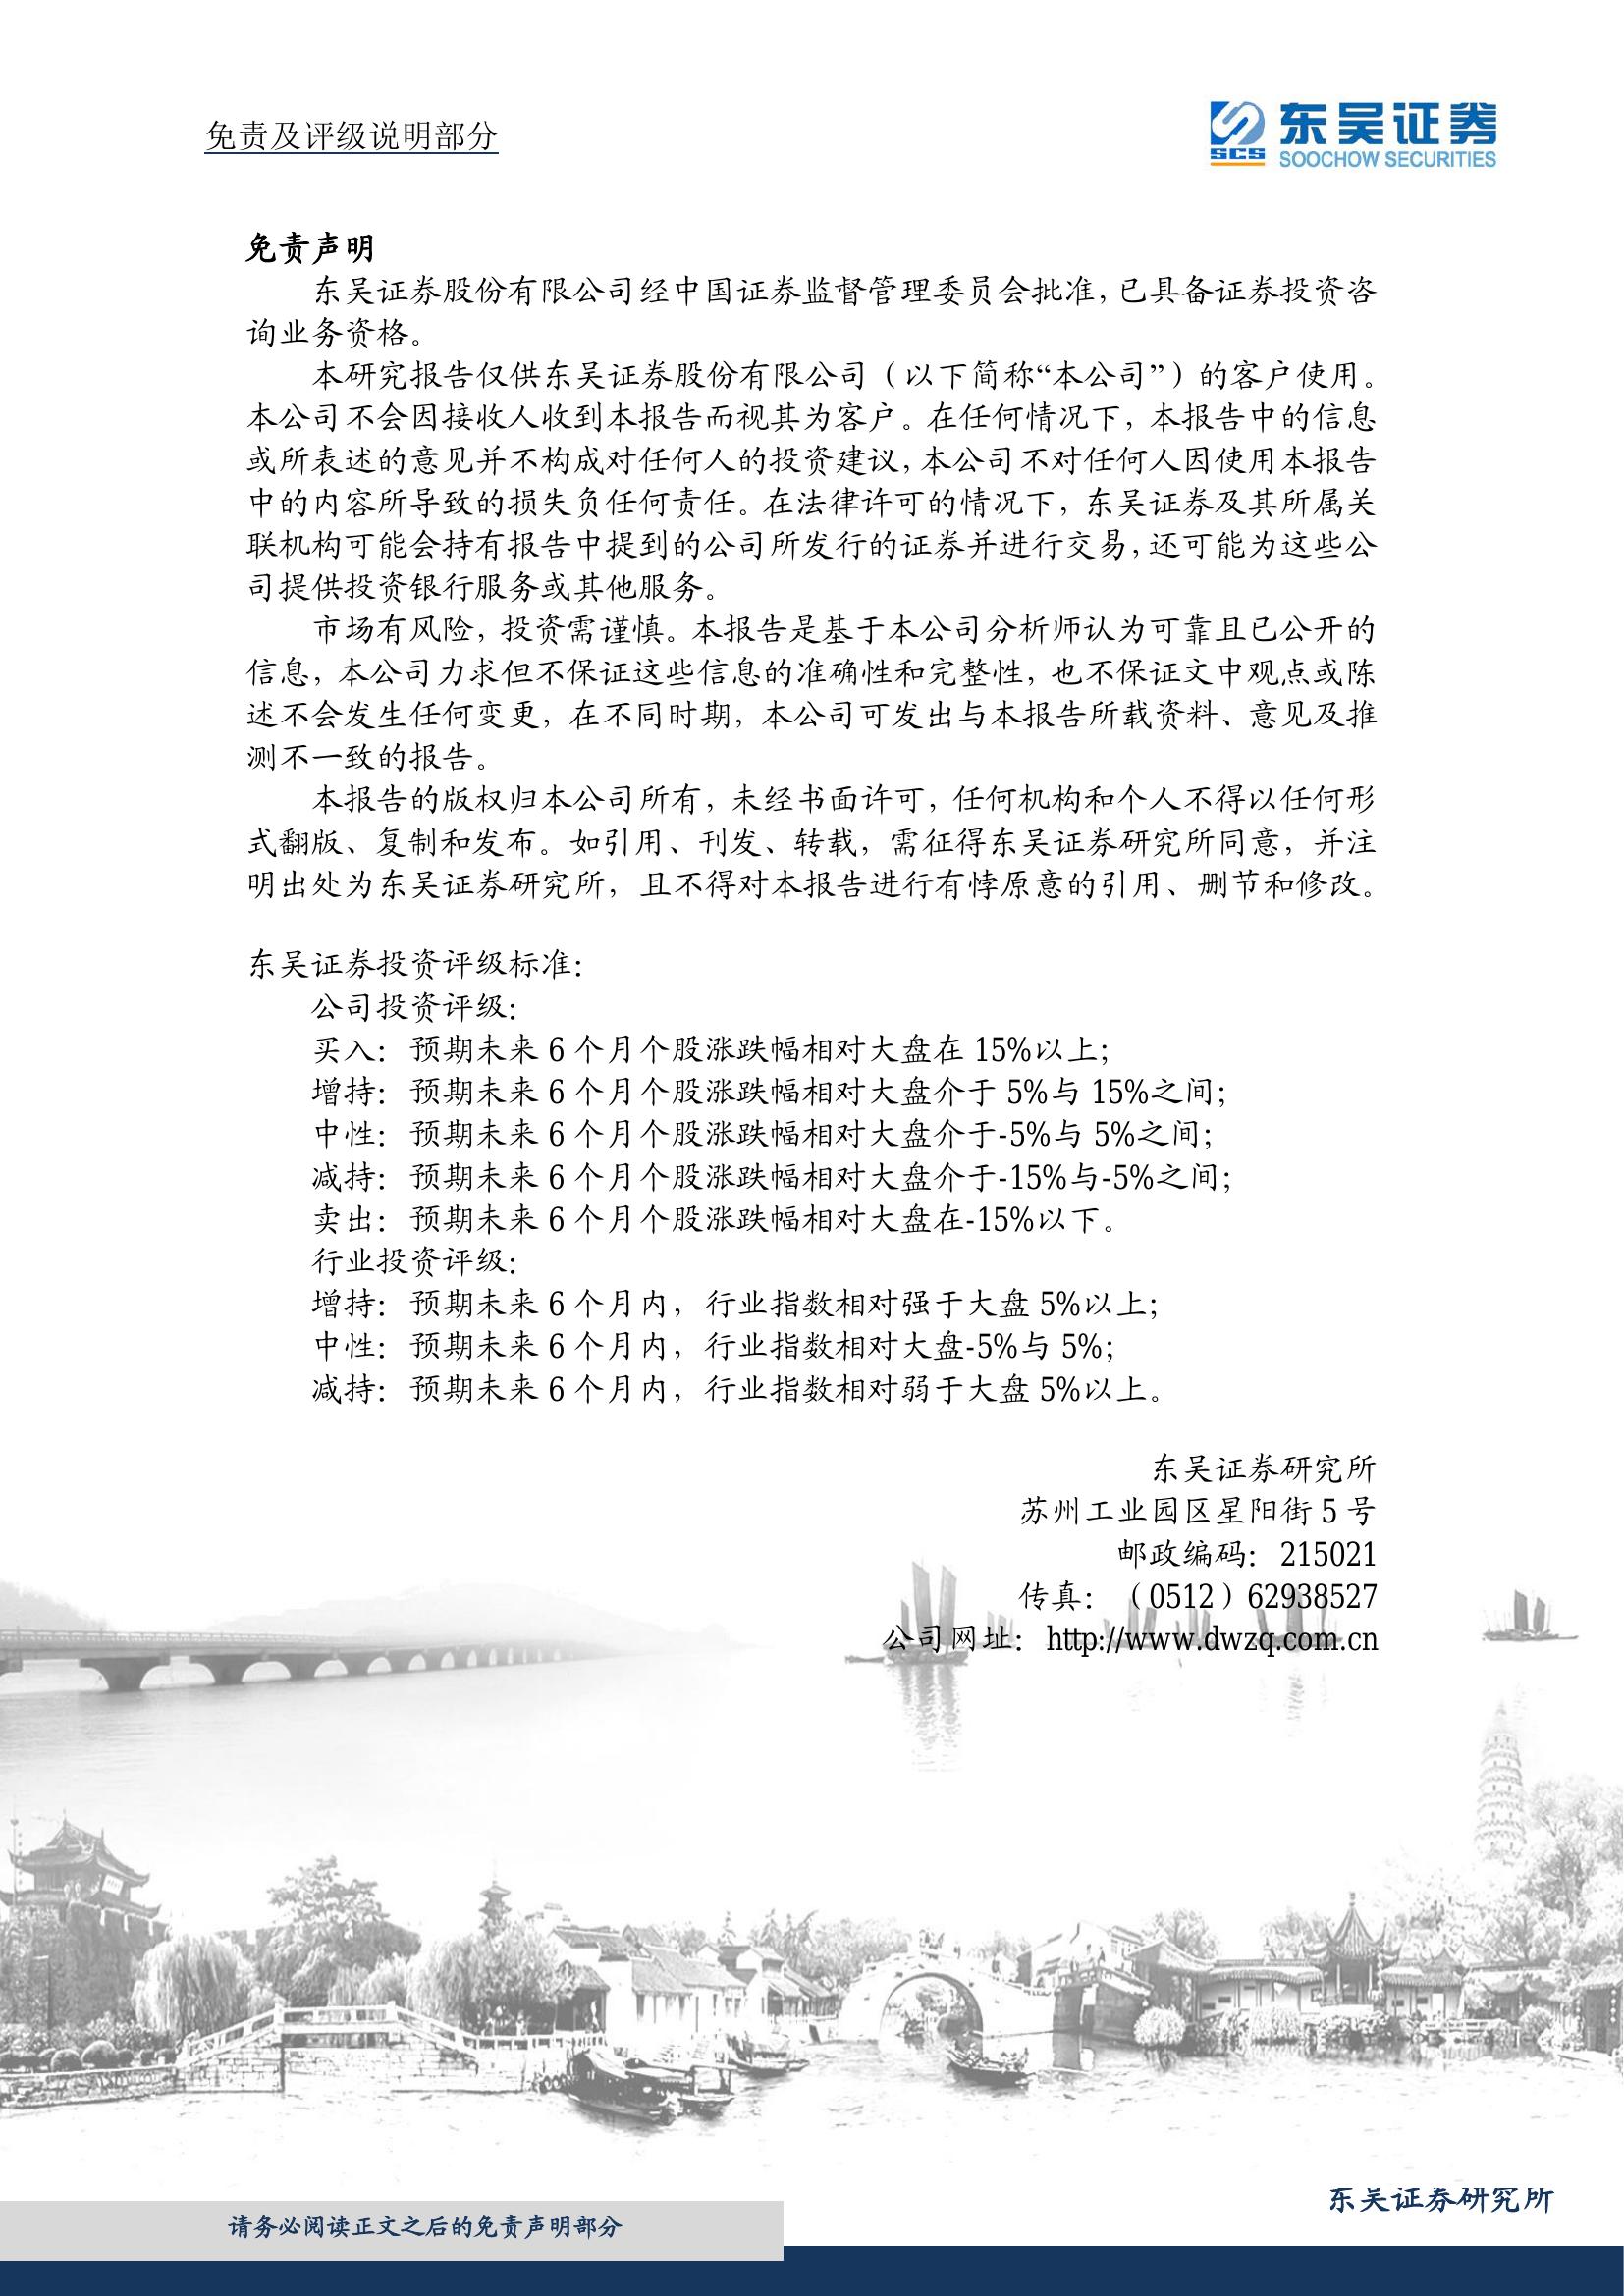 免责及评级说明部分
SCS 东吴证券
SOOCHOW SECURITIES
免责声明
东吴证券股份有限公司经中国证券监督管理委员会批准，已具备证券投资咨
询业务资格。
本研究报告仅供东吴证券股份有限公司（以下简称“本公司”）的客户使用。
本公司不会因接收人收到本报告而视其为客户。在任何情况下，本报告中的信息
或所表述的意见并不构成对任何人的投资建议，本公司不对任何人因使用本报告
中的内容所导致的损失负任何责任。在法律许可的情况下，东吴证券及其所属关
联机构可能会持有报告中提到的公司所发行的证券并进行交易，还可能为这些公
司提供投资银行服务或其他服务。
市场有风险，投资需谨慎。本报告是基于本公司分析师认为可靠且已公开的
信息，本公司力求但不保证这些信息的准确性和完整性，也不保证文中观点或陈
述不会发生任何变更，在不同时期，本公司可发出与本报告所载资料、意见及推
测不一致的报告。
本报告的版权归本公司所有，未经书面许可，任何机构和个人不得以任何形
式翻版、复制和发布。如引用、刊发、转载，需征得东吴证券研究所同意，并注
明出处为东吴证券研究所，且不得对本报告进行有悖原意的引用、删节和修改。
东吴证券投资评级标准：
公司投资评级：
买入：预期未来 6 个月个股涨跌幅相对大盘在 15%以上；
增持：预期未来 6 个月个股涨跌幅相对大盘介于 5%与 15%之间；
中性：预期未来 6 个月个股涨跌幅相对大盘介于-5%与 5%之间；
减持：预期未来 6 个月个股涨跌幅相对大盘介于-15%与-5%之间；
卖出：预期未来 6 个月个股涨跌幅相对大盘在-15%以下。
行业投资评级：
增持：预期未来 6 个月内，行业指数相对强于大盘 5%以上；
中性：预期未来 6 个月内，行业指数相对大盘-5%与 5%；
减持：预期未来 6 个月内，行业指数相对弱于大盘 5%以上。
东吴证券研究所
苏州工业园区星阳街 5 号
邮政编码：215021
传真：（0512）62938527
公司网址：http://www.dwzq.com.cn
东吴证券研究所
请务必阅读正文之后的免责声明部分